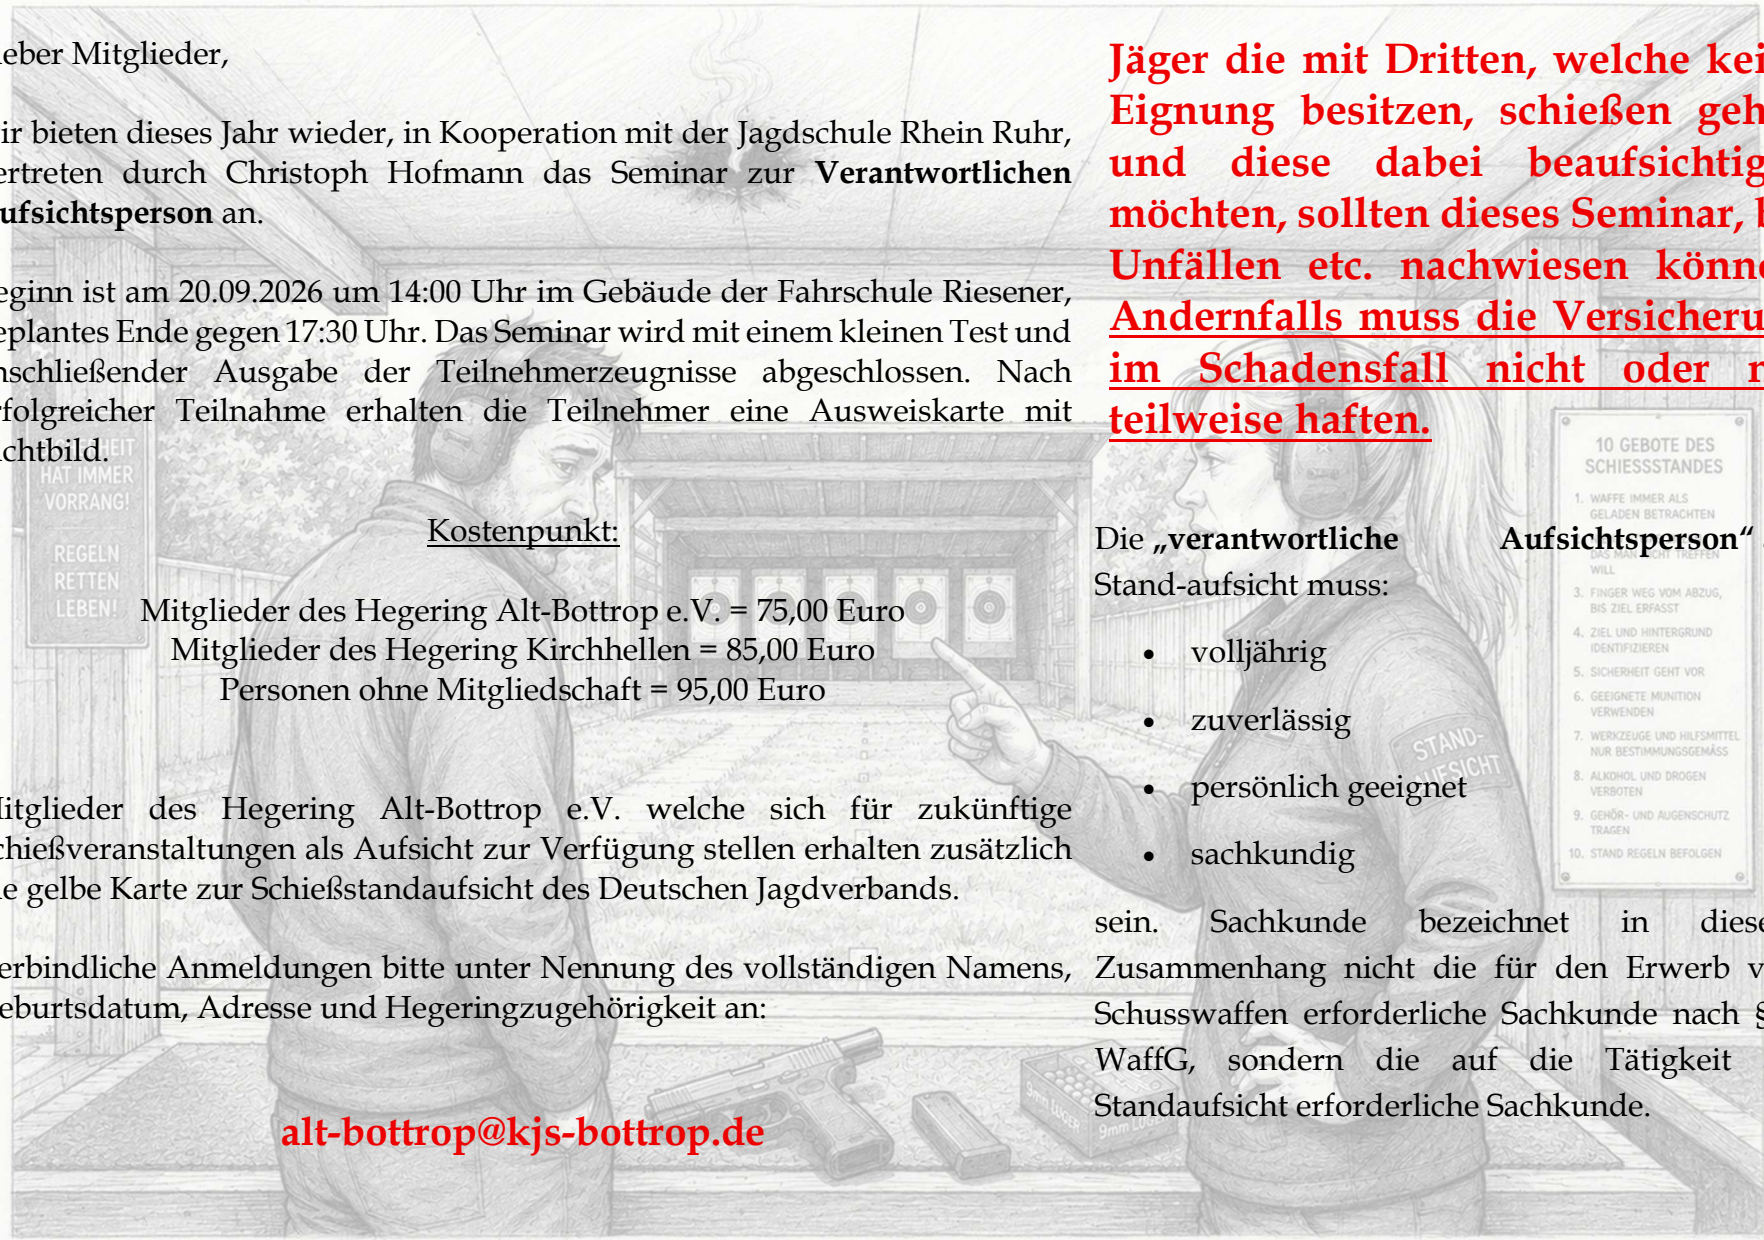 eber Mitglieder,
ir bieten dieses Jahr wieder, in Kooperation mit der Jagdschule Rhein Ruhr,
ertreten durch Christoph Hofmann das Seminar zur Verantwortlichen
ufsichtsperson an.
eginn ist am 20.09.2026 um 14:00 Uhr im Gebäude der Fahrschule Riesener,
eplantes Ende gegen 17:30 Uhr. Das Seminar wird mit einem kleinen Test und
nschließender Ausgabe der Teilnehmerzeugnisse abgeschlossen. Nach
rfolgreicher Teilnahme erhalten die Teilnehmer eine Ausweiskarte mit
ichtbild.
Kostenpunkt:
Mitglieder des Hegering Alt-Bottrop e.V. = 75,00 Euro
Mitglieder des Hegering Kirchhellen = 85,00 Euro
Personen ohne Mitgliedschaft = 95,00 Euro
itglieder des Hegering Alt-Bottrop e.V. welche sich für zukünftige
chießveranstaltungen als Aufsicht zur Verfügung stellen erhalten zusätzlich
ie gelbe Karte zur Schießstandaufsicht des Deutschen Jagdverbands.
erbindliche Anmeldungen bitte unter Nennung des vollständigen Namens,
eburtsdatum, Adresse und Hegeringzugehörigkeit an:
alt-bottrop@kjs-bottrop.de
Jäger die mit Dritten, welche kei
Eignung besitzen, schießen geh
und diese dabei beaufsichtig
möchten, sollten dieses Seminar, b
Unfällen etc. nachwiesen könne
Andernfalls muss die Versicheru
im Schadensfall nicht oder n
teilweise haften.
Die „verantwortliche Aufsichtsperson“
Stand-aufsicht muss:
• volljährig
• zuverlässig
• persönlich geeignet
• sachkundig
sein. Sachkunde bezeichnet in diese
Zusammenhang nicht die für den Erwerb v
Schusswaffen erforderliche Sachkunde nach §
WaffG, sondern die auf die Tätigkeit
Standaufsicht erforderliche Sachkunde.
HAT IMMER
VORRANG!
REGELN
RETTEN
LEBEN!
STAND-
AUFSICHT
9mm LUGER
9mm LUGER
10 GEBOTE DES
SCHIESSSTANDES
1. WAFFE IMMER ALS
GELADEN BETRACHTEN
DAS MAN NICHT TREFFEN
WILL
3. FINGER WEG VOM ABZUG,
BIS ZIEL ERFASST
4. ZIEL UND HINTERGRUND
IDENTIFIZIEREN
5. SICHERHEIT GEHT VOR
6. GEEIGNETE MUNITION
VERWENDEN
7. WERKZEUGE UND HILFSMITTEL
NUR BESTIMMUNGSGEMÄSS
8. ALKOHOL UND DROGEN
VERBOTEN
9. GEHÖR- UND AUGENSCHUTZ
TRAGEN
10. STAND REGELN BEFOLGEN